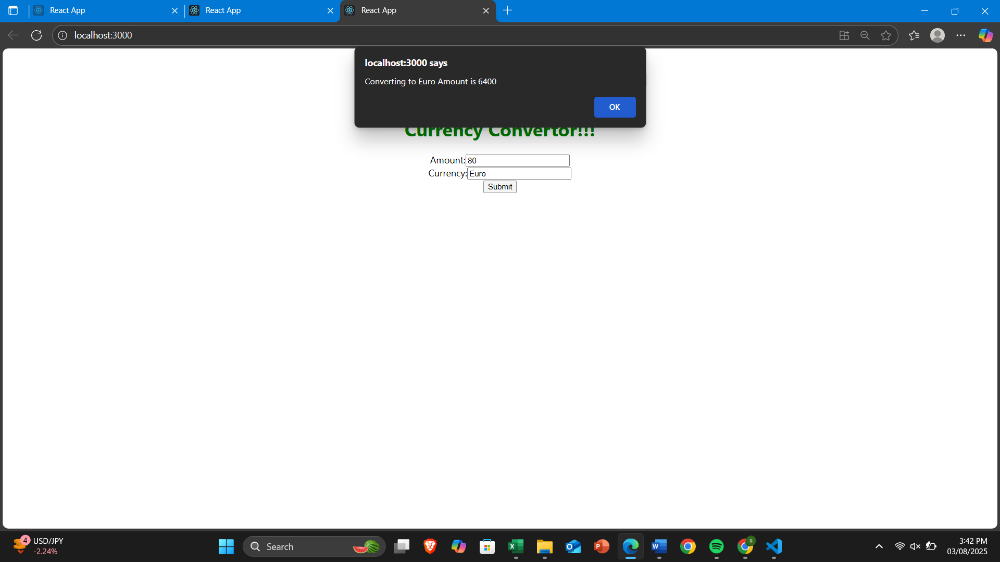 React App
React App
React App
localhost:3000
localhost:3000 says
Converting to Euro Amount is 6400
OK
Currency Convertor!!!
Amount:80
Currency:Euro
Submit
4
USD/JPY
-2.24%
Search
3:42 PM
03/08/2025